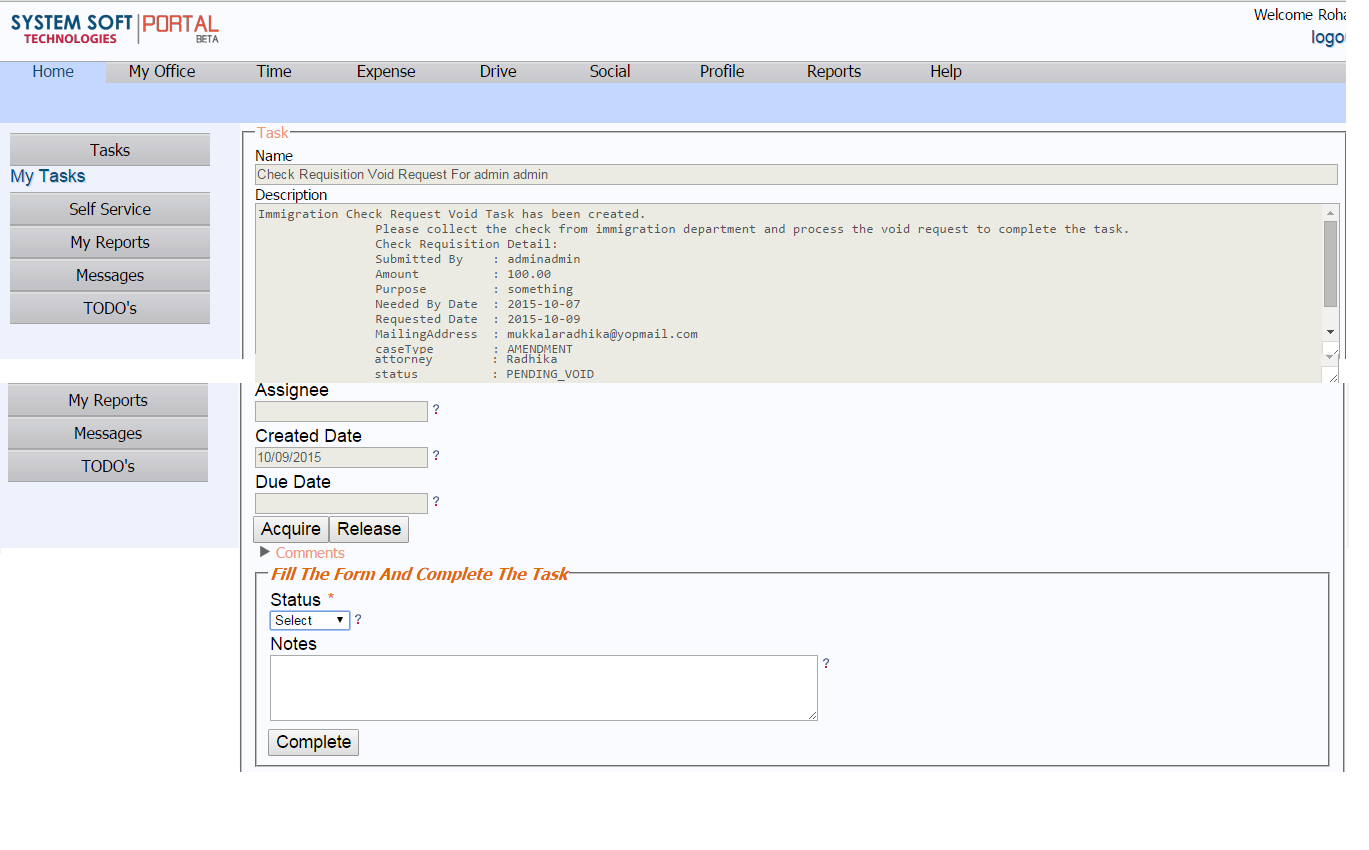 SYSTEM SOFT PORTAL
TECHNOLOGIES BETA
Welcome Roha
logou
Home My Office Time Expense Drive Social Profile Reports Help
Tasks
My Tasks
Self Service
My Reports
Messages
TODO's
Task
Name
Check Requisition Void Request For admin admin
Description
Immigration Check Request Void Task has been created.
Please collect the check from immigration department and process the void request to complete the task.
Check Requisition Detail:
Submitted By : adminadmin
Amount : 100.00
Purpose : something
Needed By Date : 2015-10-07
Requested Date : 2015-10-09
MailingAddress : mukkalaradhika@yopmail.com
caseType : AMENDMENT
attorney : Radhika
status : PENDING_VOID
My Reports
Messages
TODO's
Assignee
?
Created Date
10/09/2015 ?
Due Date
?
Acquire Release
Comments
Fill The Form And Complete The Task
Status *
Select ?
Notes
?
Complete